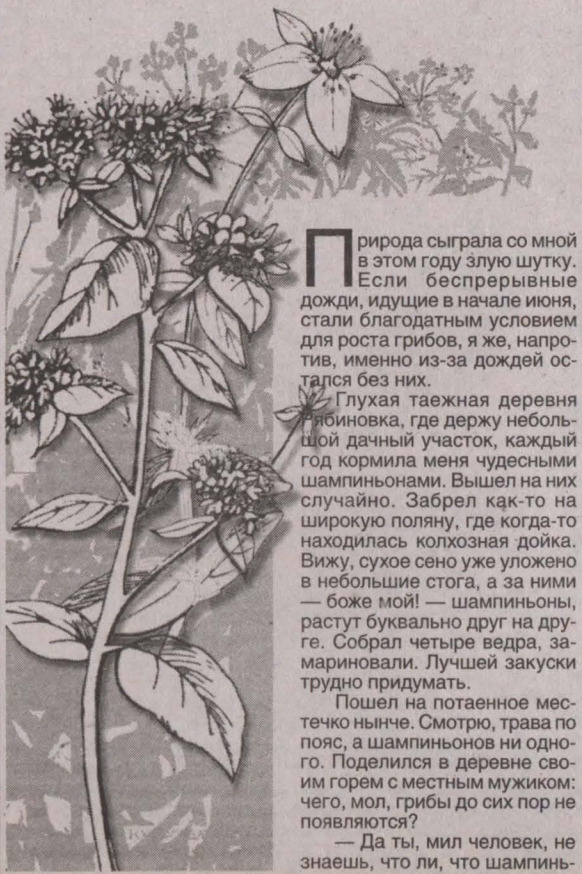 Природа сыграла со мной
в этом году злую шутку.
Если беспрерывные
дожди, идущие в начале июня,
стали благодатным условием
для роста грибов, я же, напро-
тив, именно из-за дождей ос-
тался без них.
Глухая таежная деревня
Рябиновка, где держу неболь-
шой дачный участок, каждый
год кормила меня чудесными
шампиньонами. Вышел на них
случайно. Забрел как-то на
широкую поляну, где когда-то
находилась колхозная дойка.
Вижу, сухое сено уже уложено
в небольшие стога, а за ними
— боже мой! — шампиньоны,
растут буквально друг на дру-
ге. Собрал четыре ведра, за-
мариновали. Лучшей закуски
трудно придумать.
Пошел на потаенное мес-
течко нынче. Смотрю, трава по
пояс, а шампиньонов ни одно-
го. Поделился в деревне сво-
им горем с местным мужиком:
чего, мол, грибы до сих пор не
появляются?
— Да ты, мил человек, не
знаешь, что ли, что шампинь-